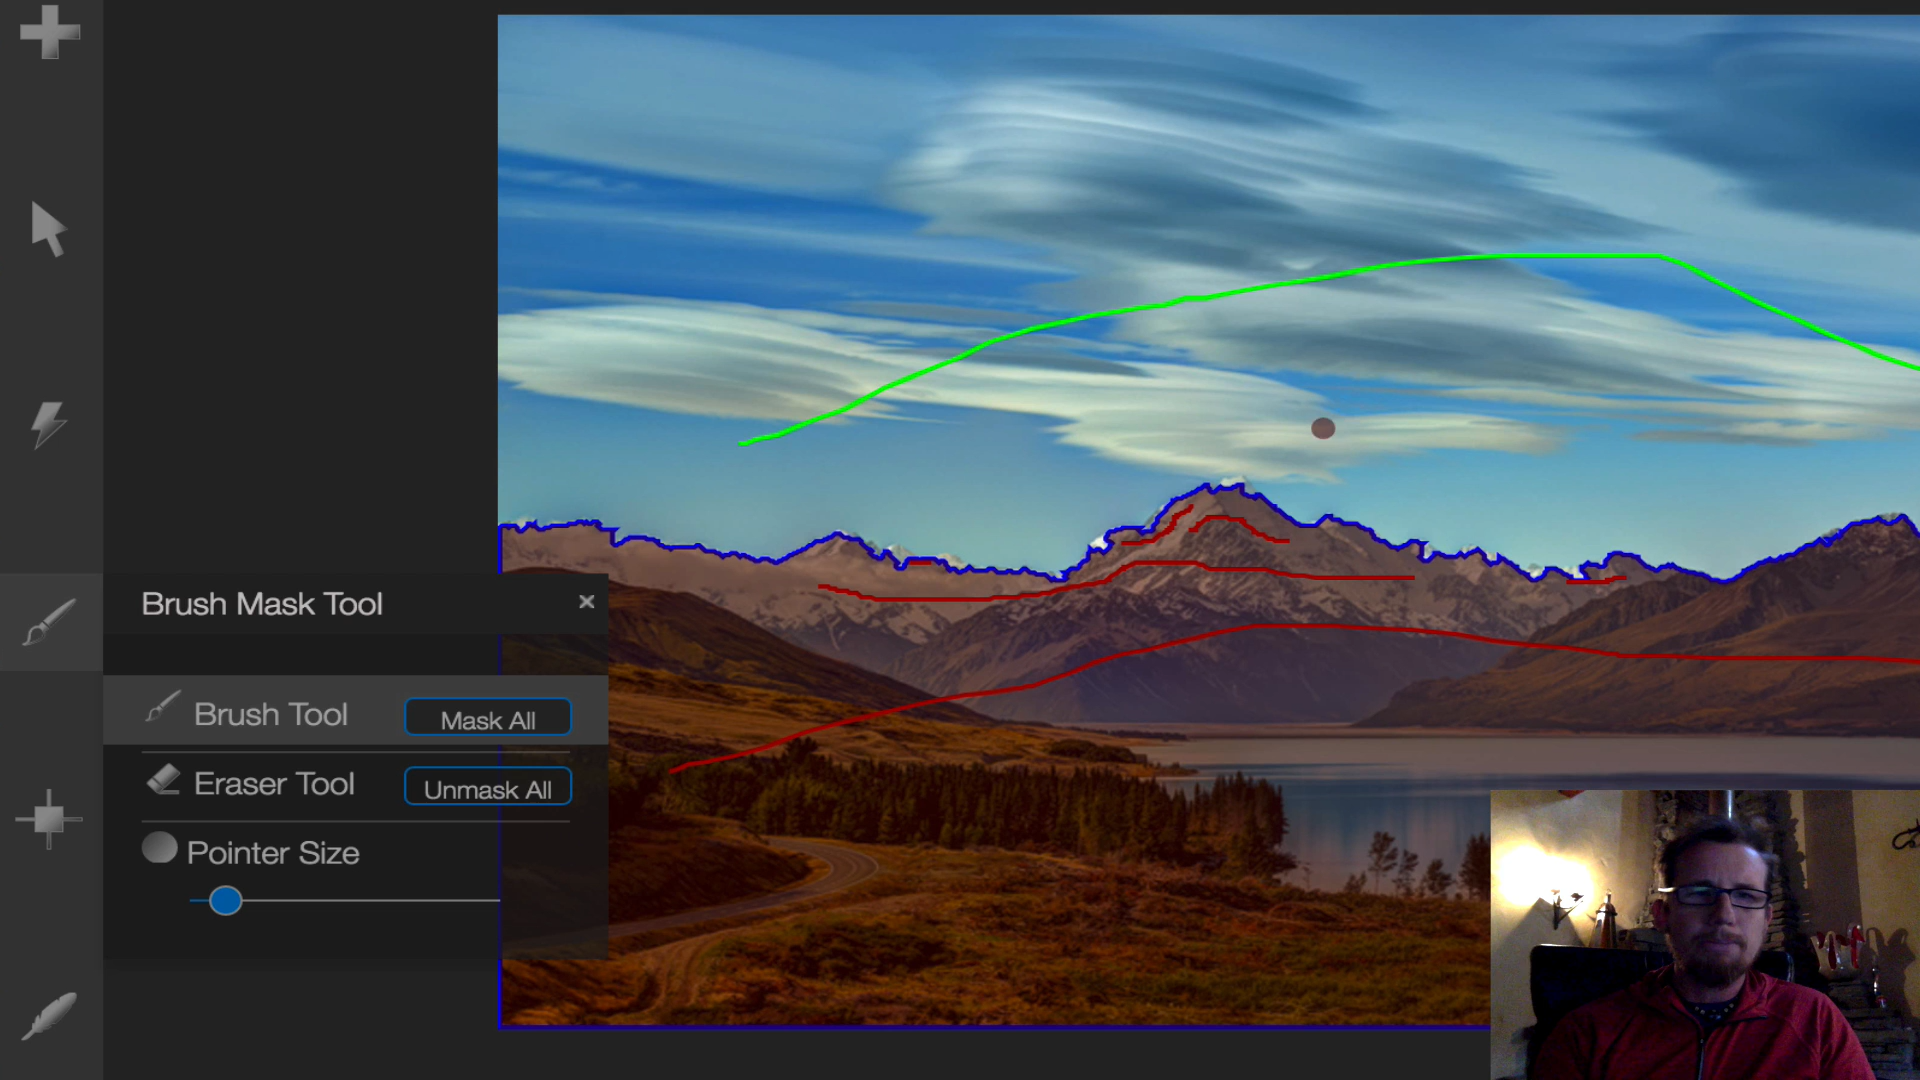 Brush Mask Tool
Brush Tool
Mask All
Eraser Tool
Unmask All
Pointer Size